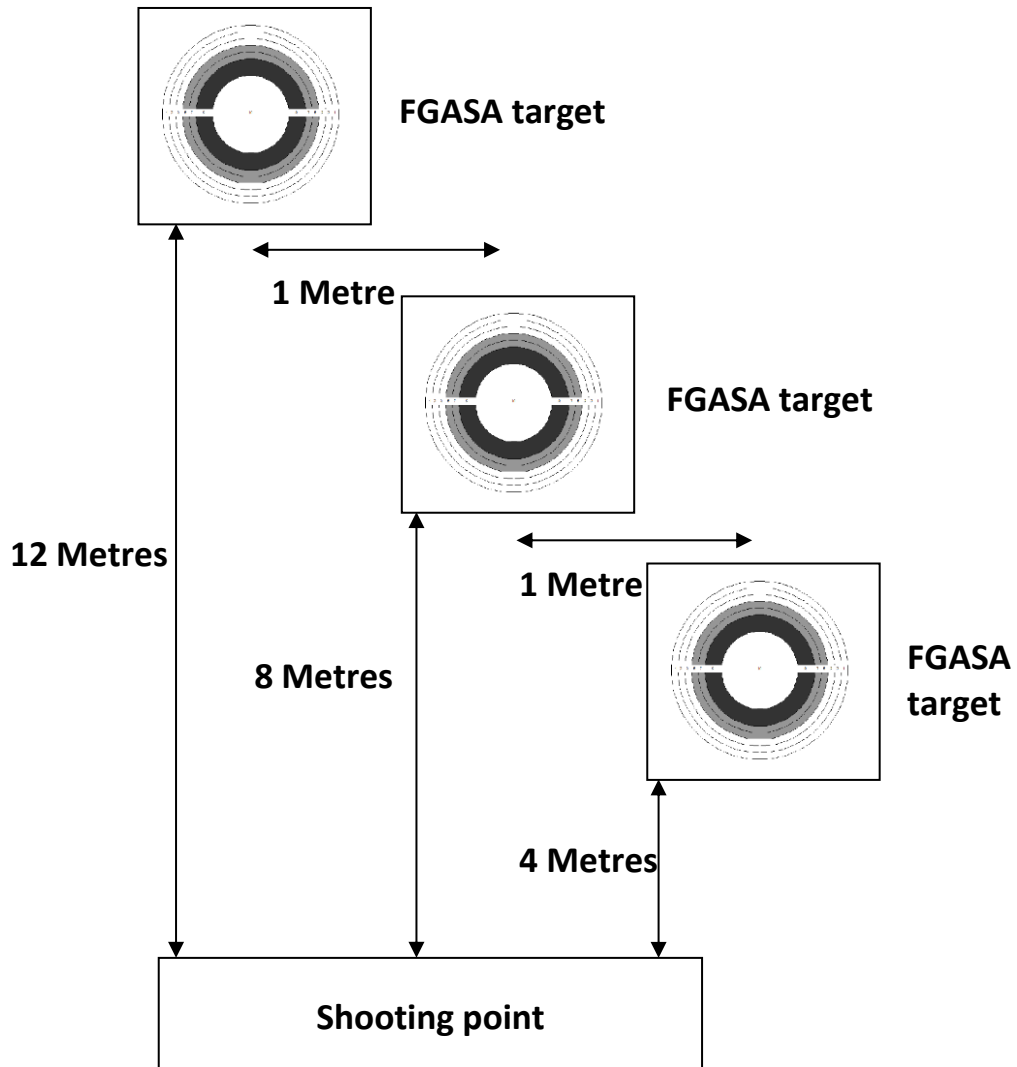 FGASA target
1 Metre
FGASA target
12 Metres
1 Metre
8 Metres
FGASA
target
4 Metres
Shooting point